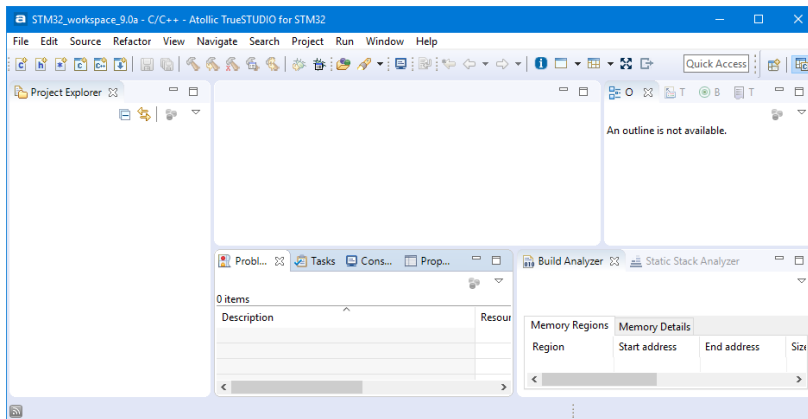 STM32_workspace_9.0a - C/C++ - Atollic TrueSTUDIO for STM32
File Edit Source Refactor View Navigate Search Project Run Window Help
Quick Access
Project Explorer
O T B T
An outline is not available.
Probl... Tasks Cons... Prop...
Build Analyzer Static Stack Analyzer
0 items
Description Resour
Memory Regions Memory Details
Region Start address End address Size